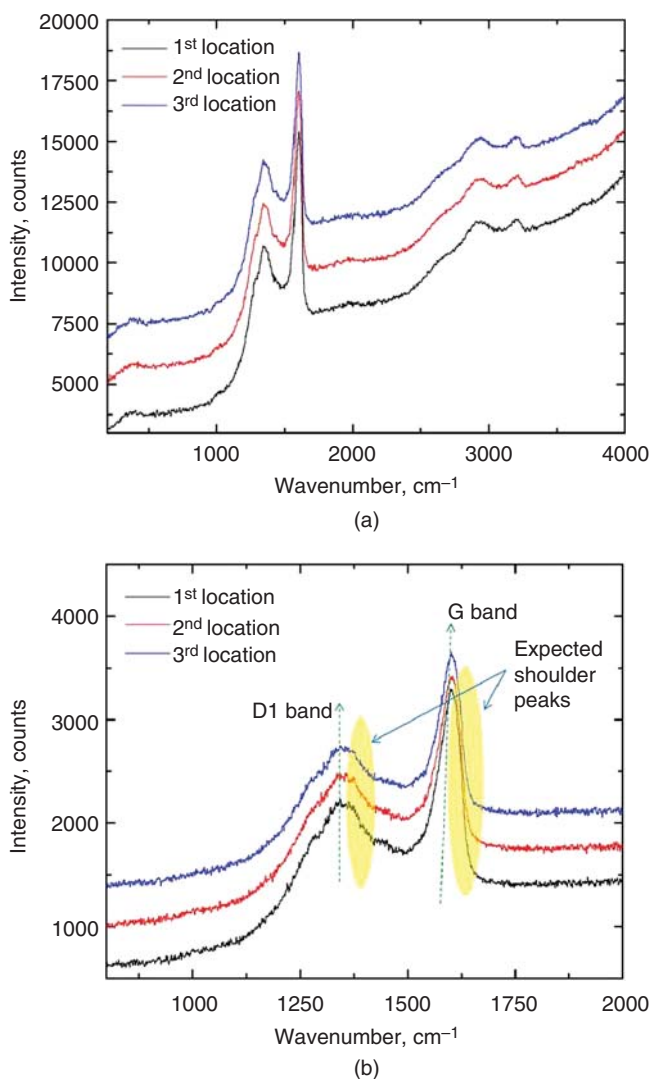 20000
17500
15000
12500
10000
7500
5000
Intensity, counts
1st location
2nd location
3rd location
1000 2000 3000 4000
Wavenumber, cm–1
(a)
4000
3000
2000
1000
Intensity, counts
1st location
2nd location
3rd location
G band
Expected
shoulder
peaks
D1 band
1000 1250 1500 1750 2000
Wavenumber, cm–1
(b)